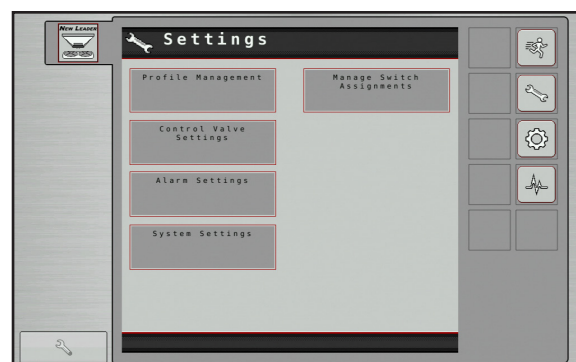 New Leader
Settings
Profile Management
Manage Switch
Assignments
Control Valve
Settings
Alarm Settings
System Settings